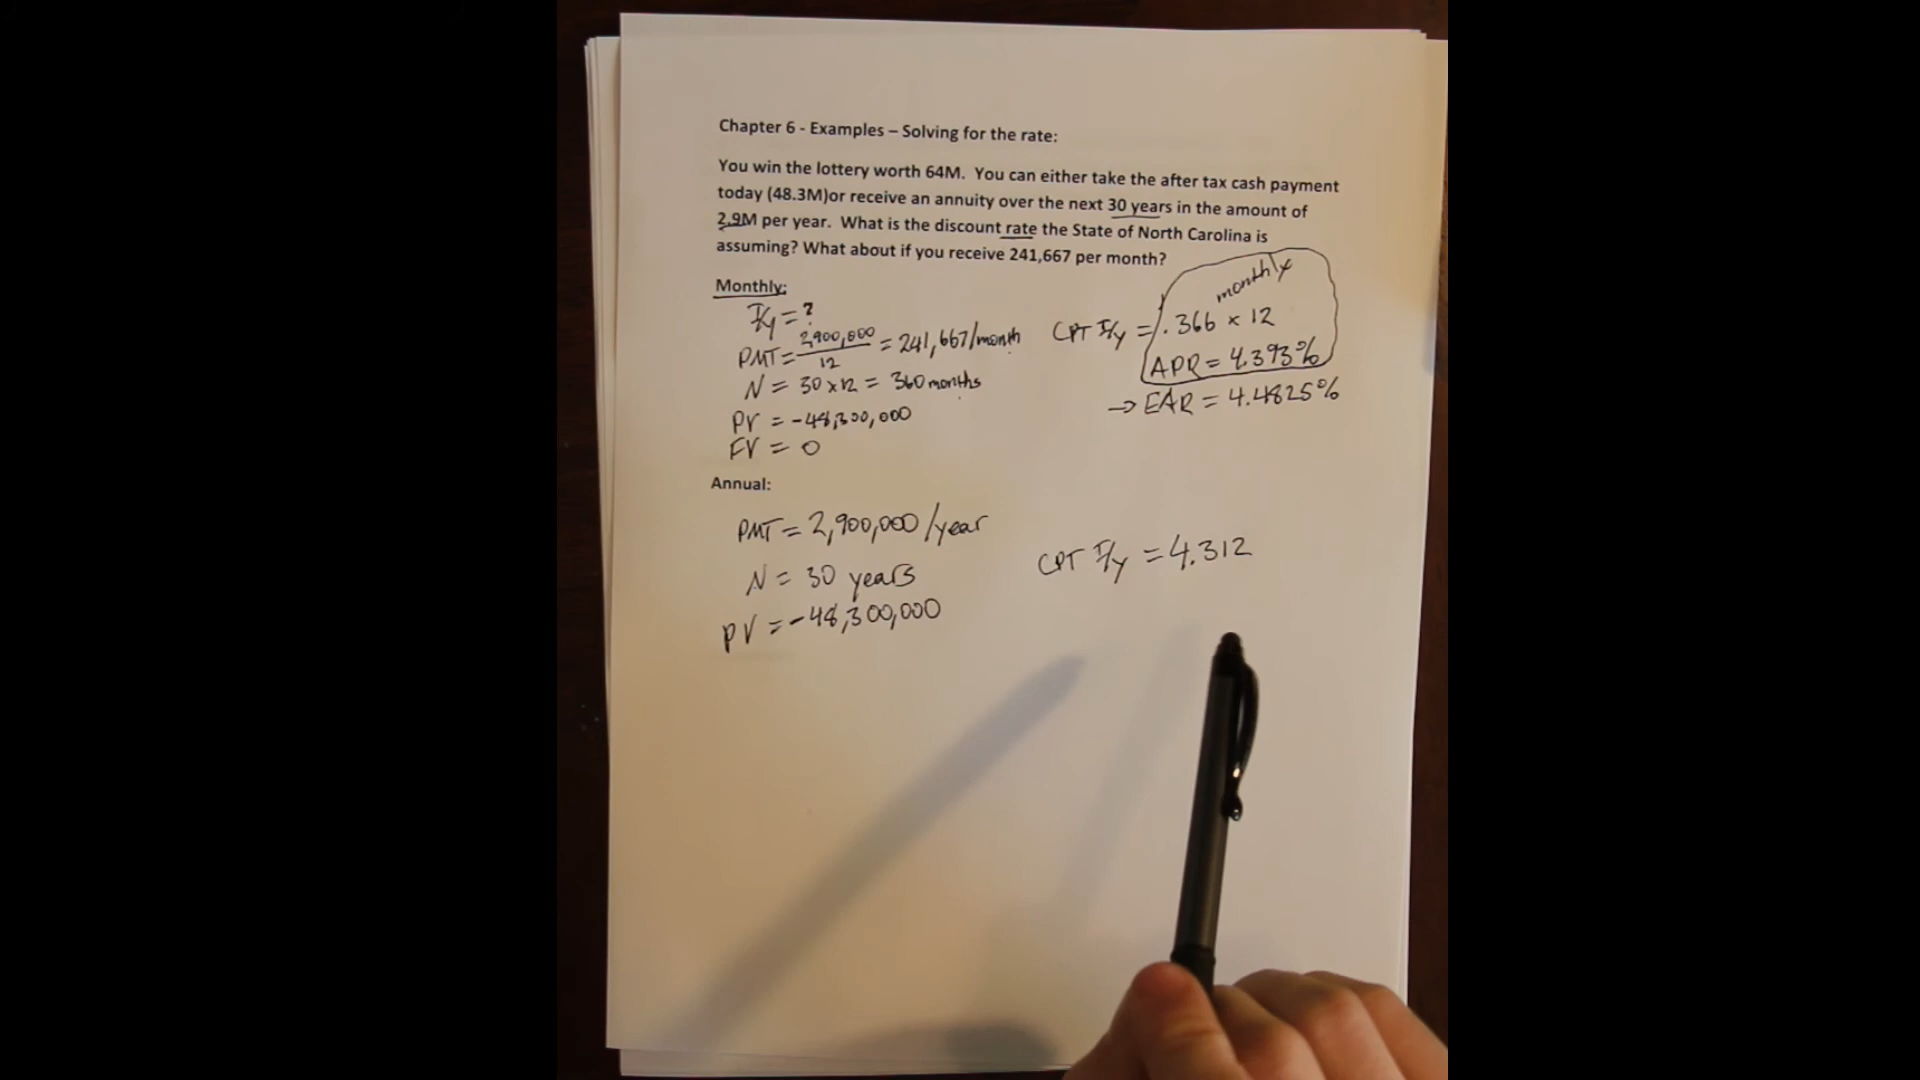 Chapter 6 - Examples – Solving for the rate:
You win the lottery worth 64M. You can either take the after tax cash payment
today (48.3M)or receive an annuity over the next 30 years in the amount of
2.9M per year. What is the discount rate the State of North Carolina is
assuming? What about if you receive 241,667 per month?
Monthly:
I/Y = ?
PMT = 2,900,000/12 = 241,667/month
N = 30 x 12 = 360 months
PV = -48,300,000
FV = 0
monthly
CPT I/Y = .366 x 12
APR = 4.393%
→ EAR = 4.4825%
Annual:
PMT = 2,900,000/year
N = 30 years
PV = -48,300,000
CPT I/Y = 4.312